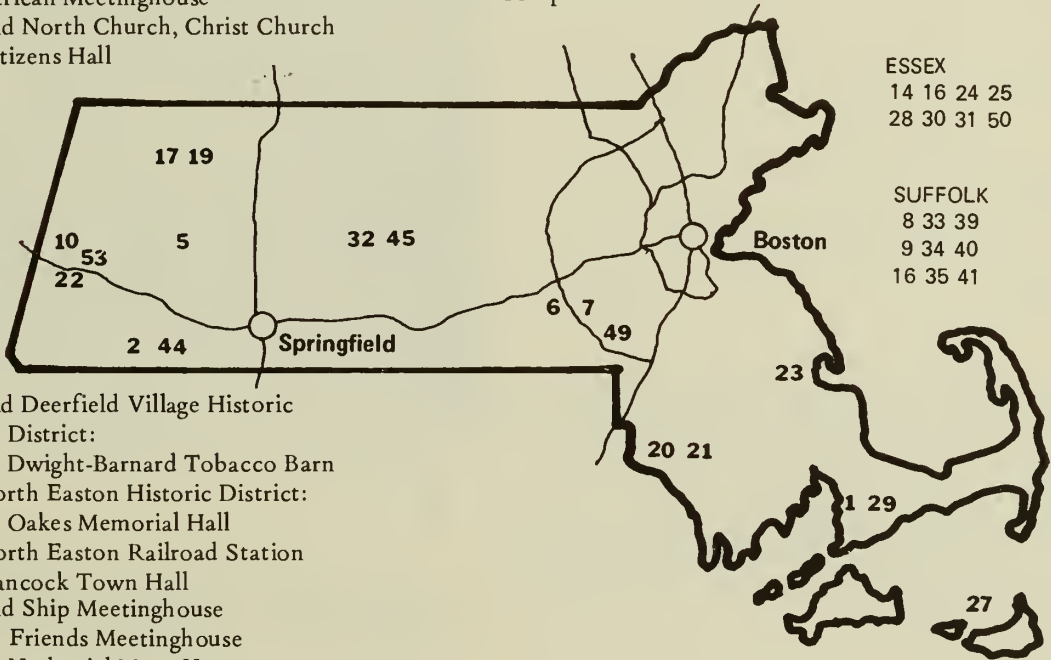 Meetinghouse
ld North Church, Christ Church
tizens Hall
ESSEX
14 16 24 25
28 30 31 50
SUFFOLK
8 33 39
9 34 40
16 35 41
17 19
10
53
22
5
32 45
Boston
6 7
49
2 44
Springfield
23
20 21
1 29
27
ld Deerfield Village Historic
District:
Dwight-Barnard Tobacco Barn
orth Easton Historic District:
Oakes Memorial Hall
orth Easton Railroad Station
ancock Town Hall
ld Ship Meetinghouse
Friends Meetinghouse